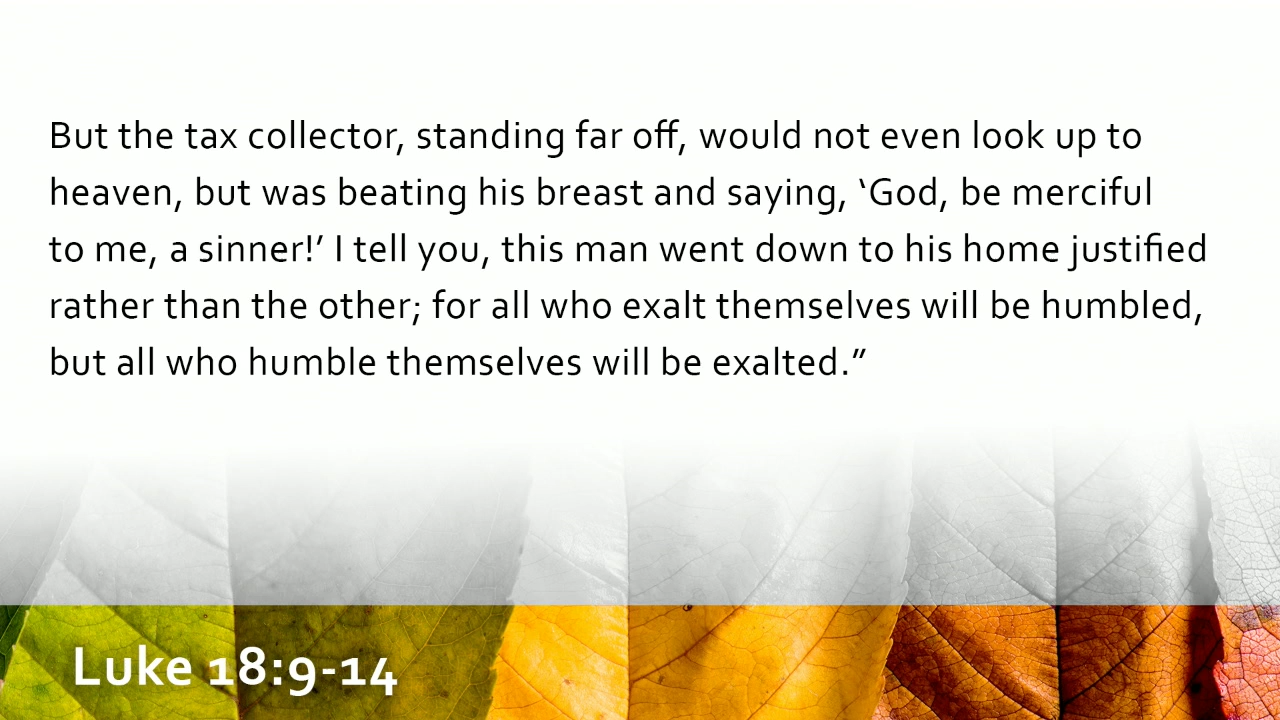 But the tax collector, standing far off, would not even look up to
heaven, but was beating his breast and saying, ‘God, be merciful
to me, a sinner!’ I tell you, this man went down to his home justified
rather than the other; for all who exalt themselves will be humbled,
but all who humble themselves will be exalted.”
Luke 18:9-14